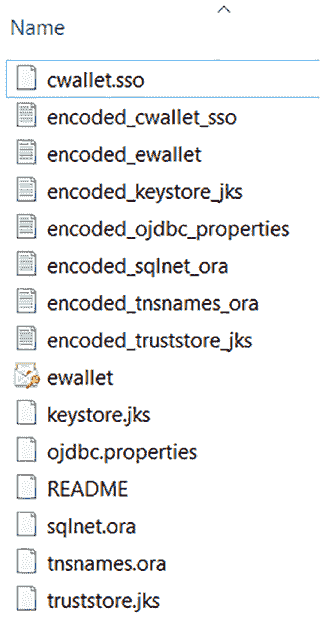 Name
cwallet.sso
encoded_cwallet_sso
encoded_ewallet
encoded_keystore_jks
encoded_ojdbc_properties
encoded_sqlnet_ora
encoded_tnsnames_ora
encoded_truststore_jks
ewallet
keystore.jks
ojdbc.properties
README
sqlnet.ora
tnsnames.ora
truststore.jks